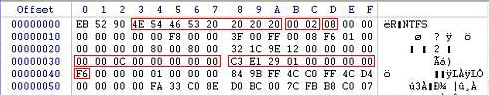 Offset 0 1 2 3 4 5 6 7 8 9 A B C D E F
00000000 EB 52 90 4E 54 46 53 20 20 20 20 00 02 08 00 00 ëR NTFS
00000010 00 00 00 00 00 F8 00 00 3F 00 FF 00 08 F6 01 00 ø ? ÿ ö
00000020 00 00 00 00 80 00 80 00 32 1C 9E 12 00 00 00 00
00000030 00 00 0C 00 00 00 00 00 C3 E1 29 01 00 00 00 00 Ãá)
00000040 F6 00 00 00 01 00 00 00 84 9B FF 4C C0 FF 4C D4 ö ÿLÀÿLÔ
00000050 00 00 00 00 FA 33 C0 8E D0 BC 00 7C FB B8 C0 07 ú3À Ð¼ |û¸À